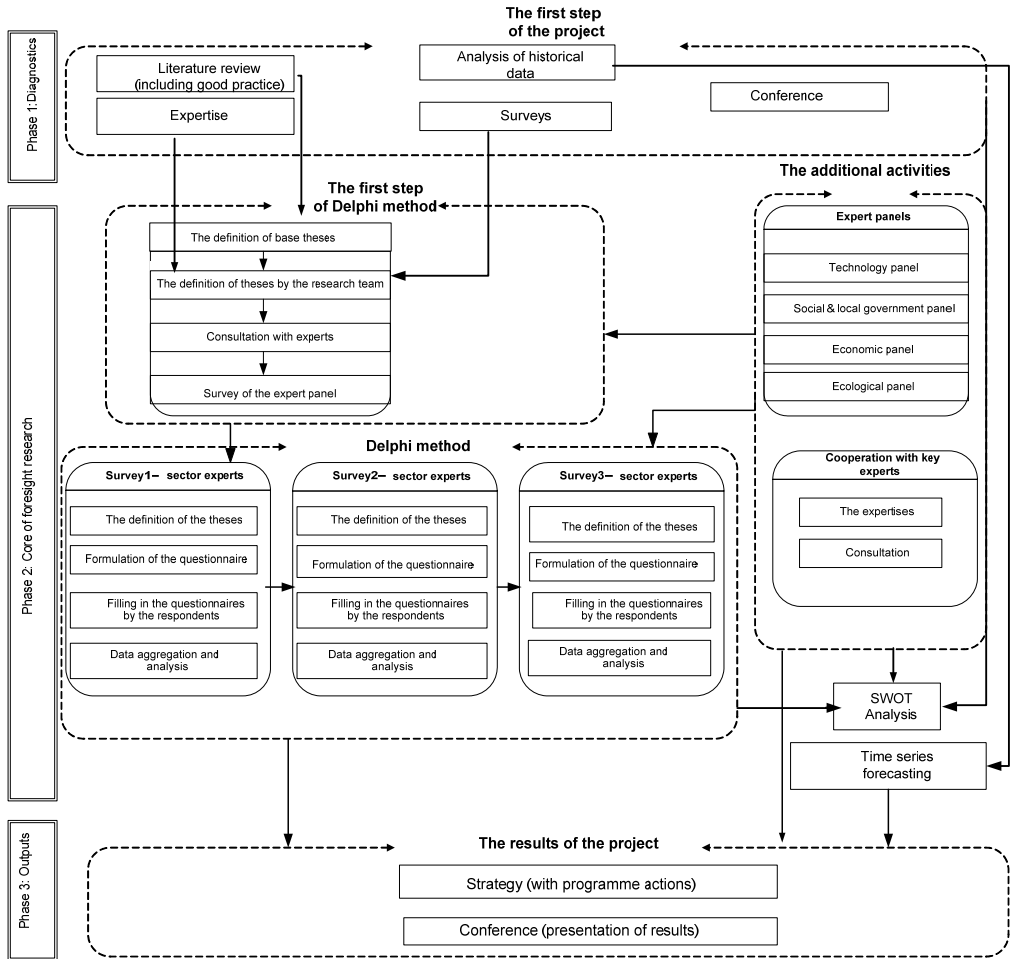 The first step
of the project
Phase 1:Diagnostics
Literature review
(including good practice)
Expertise
Analysis of historical
data
Surveys
Conference
The additional activities
The first step
of Delphi method
Phase 2: Core of foresight research
The definition of base theses
The definition of theses by the research team
Consultation with experts
Survey of the expert panel
Expert panels
Technology panel
Social & local government panel
Economic panel
Ecological panel
Delphi method
Survey1– sector experts
The definition of the theses
Formulation of the questionnaire
Filling in the questionnaires
by the respondents
Data aggregation and
analysis
Survey2– sector experts
The definition of the theses
Formulation of the questionnaire
Filling in the questionnaires
by the respondents
Data aggregation and
analysis
Survey3– sector experts
The definition of the theses
Formulation of the questionnaire
Filling in the questionnaires
by the respondents
Data aggregation and
analysis
Cooperation with key
experts
The expertises
Consultation
SWOT
Analysis
Time series
forecasting
Phase 3: Outputs
The results of the project
Strategy (with programme actions)
Conference (presentation of results)